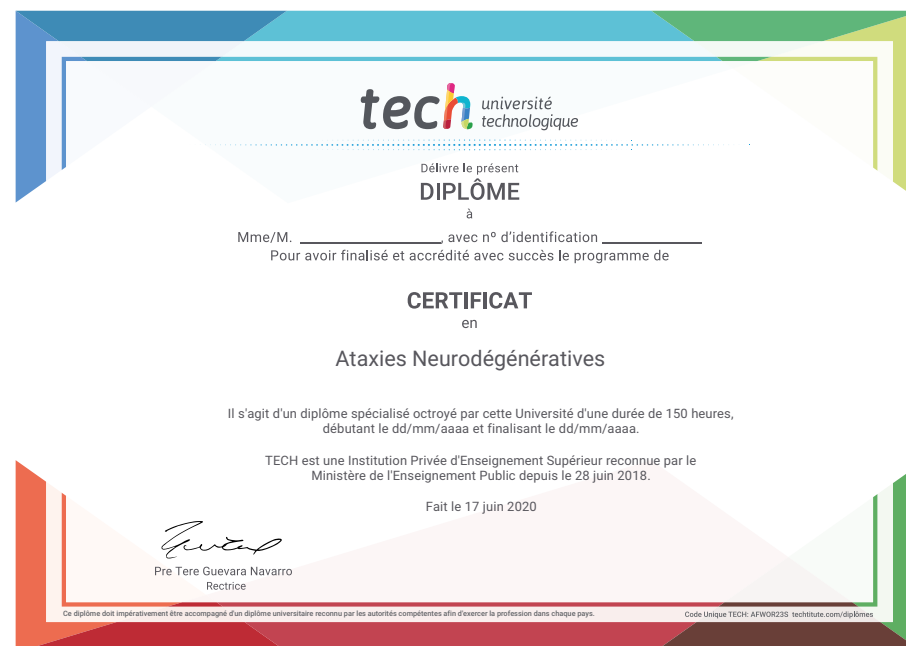 tech université
technologique
Délivre le présent
DIPLÔME
à
Mme/M. ____________________, avec nº d'identification ______________
Pour avoir finalisé et accrédité avec succès le programme de
CERTIFICAT
en
Ataxies Neurodégénératives
Il s'agit d'un diplôme spécialisé octroyé par cette Université d'une durée de 150 heures,
débutant le dd/mm/aaaa et finalisant le dd/mm/aaaa.
TECH est une Institution Privée d'Enseignement Supérieur reconnue par le
Ministère de l'Enseignement Public depuis le 28 juin 2018.
Fait le 17 juin 2020
Pre Tere Guevara Navarro
Rectrice
Ce diplôme doit impérativement être accompagné d'un diplôme universitaire reconnu par les autorités compétentes afin d'exercer la profession dans chaque pays.
Code Unique TECH: AFWOR23S techtitute.com/diplômes